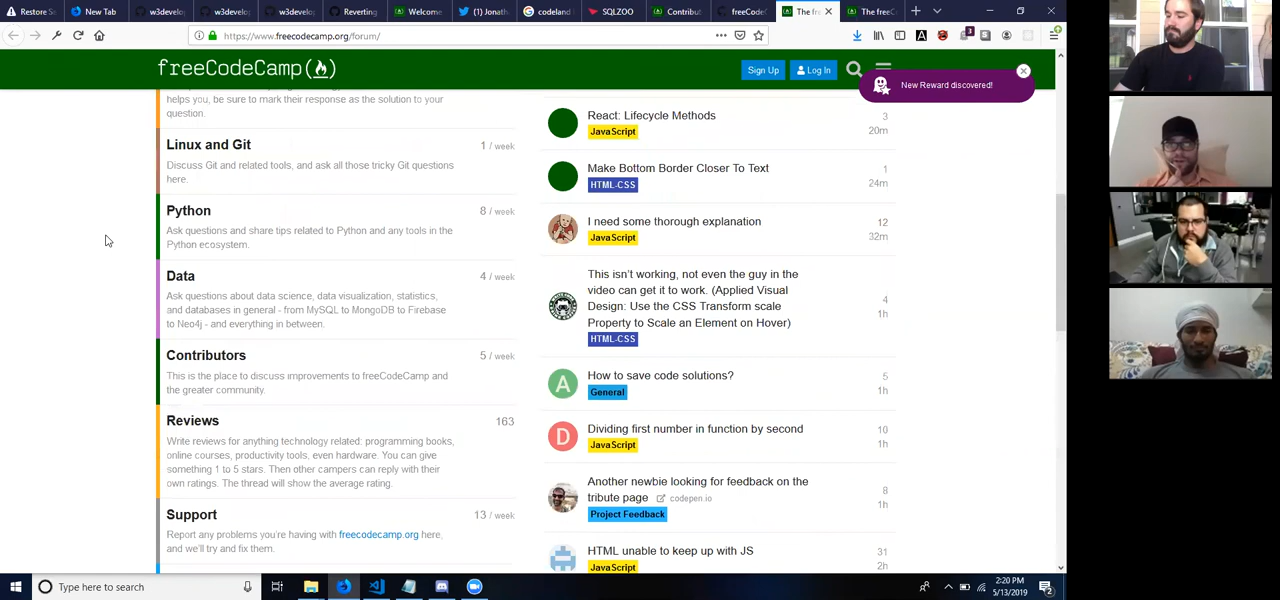 Restore Se
New Tab
w3develo
w3develo
w3develo
Reverting
Welcome
Jonath
codeland
SQLZOO
Contribut
freeCodeC
The fr
The freeC
https://www.freecodecamp.org/forum/
3
freeCodeCamp
Sign Up
Log In
New Reward discovered!
helps you, be sure to mark their response as the solution to your
question.
Linux and Git
1 / week
Discuss Git and related tools, and ask all those tricky Git questions
here.
Python
8 / week
Ask questions and share tips related to Python and any tools in the
Python ecosystem.
Data
4 / week
Ask questions about data science, data visualization, statistics,
and databases in general - from MySQL to MongoDB to Firebase
to Neo4j - and everything in between.
Contributors
5 / week
This is the place to discuss improvements to freeCodeCamp and
the greater community.
Reviews
163
Write reviews for anything technology related: programming books,
online courses, productivity tools, even hardware. You can give
something 1 to 5 stars. Then other campers can reply with their
own ratings. The thread will show the average rating.
Support
13 / week
Report any problems you're having with freecodecamp.org here,
and we'll try and fix them.
React: Lifecycle Methods
3
JavaScript
20m
Make Bottom Border Closer To Text
1
HTML-CSS
24m
I need some thorough explanation
12
JavaScript
32m
This isn't working, not even the guy in the
video can get it to work. (Applied Visual
Design: Use the CSS Transform scale
Property to Scale an Element on Hover)
4
1h
HTML-CSS
A
How to save code solutions?
5
General
1h
D
Dividing first number in function by second
10
JavaScript
1h
Another newbie looking for feedback on the
tribute page codepen.io
8
1h
Project Feedback
HTML unable to keep up with JS
31
JavaScript
2h
Type here to search
2:20 PM
5/13/2019
2